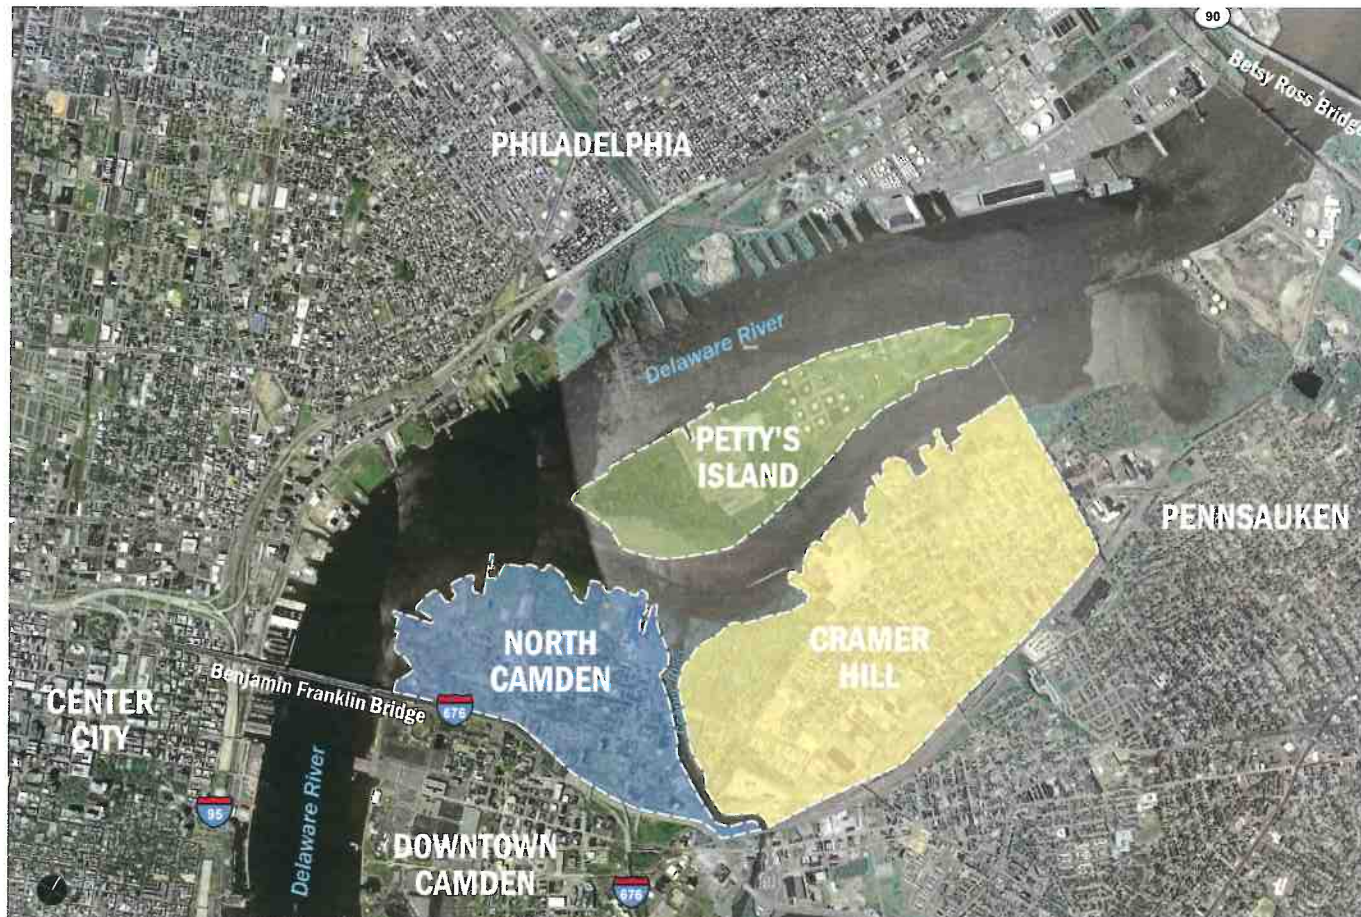 90
Betsy Ross Bridge
PHILADELPHIA
Delaware River
PETTY'S
ISLAND
PENNSAUKEN
NORTH
CAMDEN
CRAMER
HILL
Benjamin Franklin Bridge
676
CENTER
CITY
95
Delaware River
DOWNTOWN
CAMDEN
676